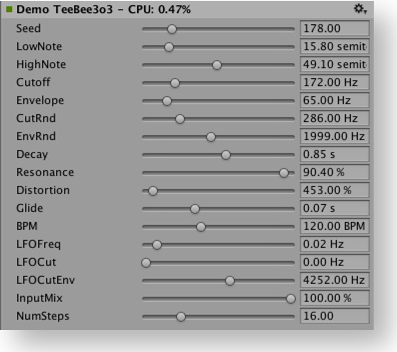 Demo TeeBee3o3 – CPU: 0.47%
Seed 178.00
LowNote 15.80 semit
HighNote 49.10 semit
Cutoff 172.00 Hz
Envelope 65.00 Hz
CutRnd 286.00 Hz
EnvRnd 1999.00 Hz
Decay 0.85 s
Resonance 90.40 %
Distortion 453.00 %
Glide 0.07 s
BPM 120.00 BPM
LFOFreq 0.02 Hz
LFOCut 0.00 Hz
LFOCutEnv 4252.00 Hz
InputMix 100.00 %
NumSteps 16.00